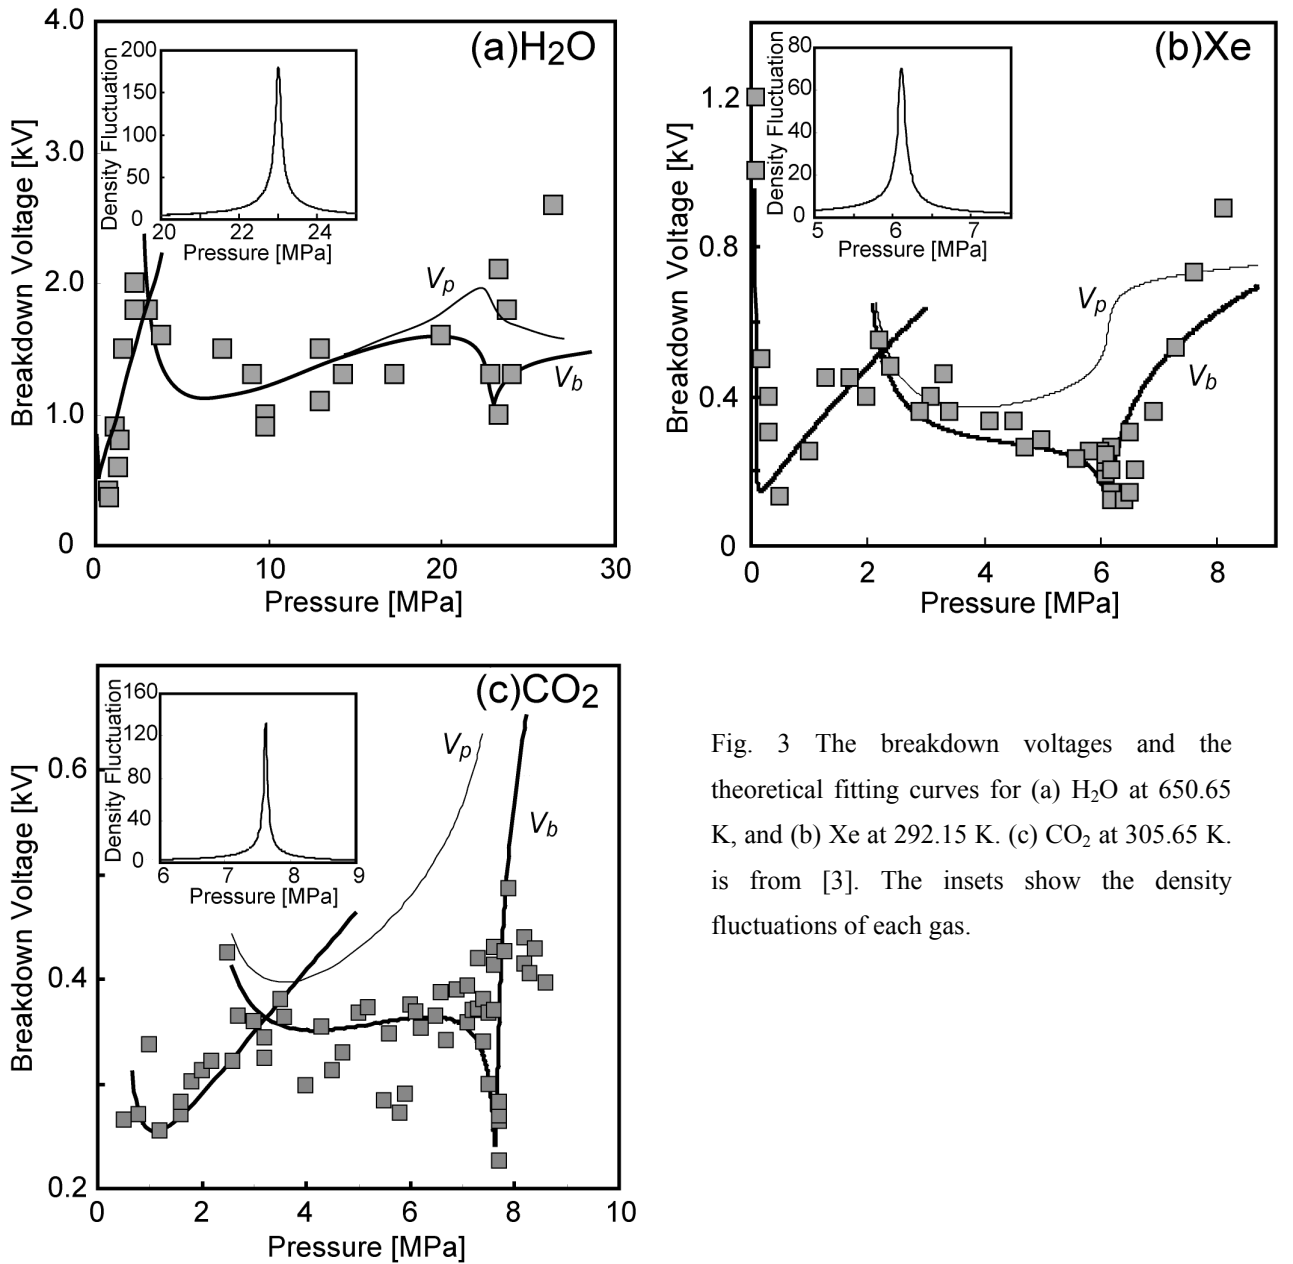 (a)H2O
4.0
3.0
2.0
1.0
0
Breakdown Voltage [kV]
0
10
20
30
Pressure [MPa]
Vp
Vb
200
150
100
50
0
Density Fluctuation
20
22
24
Pressure [MPa]
(b)Xe
1.2
0.8
0.4
0
Breakdown Voltage [kV]
0
2
4
6
8
Pressure [MPa]
Vp
Vb
80
60
40
20
0
Density Fluctuation
5
6
7
Pressure [MPa]
(c)CO2
0.6
0.4
0.2
Breakdown Voltage [kV]
0
2
4
6
8
10
Pressure [MPa]
Vp
Vb
160
120
80
40
0
Density Fluctuation
6
7
8
9
Pressure [MPa]
Fig. 3 The breakdown voltages and the
theoretical fitting curves for (a) H2O at 650.65
K, and (b) Xe at 292.15 K. (c) CO2 at 305.65 K.
is from [3]. The insets show the density
fluctuations of each gas.